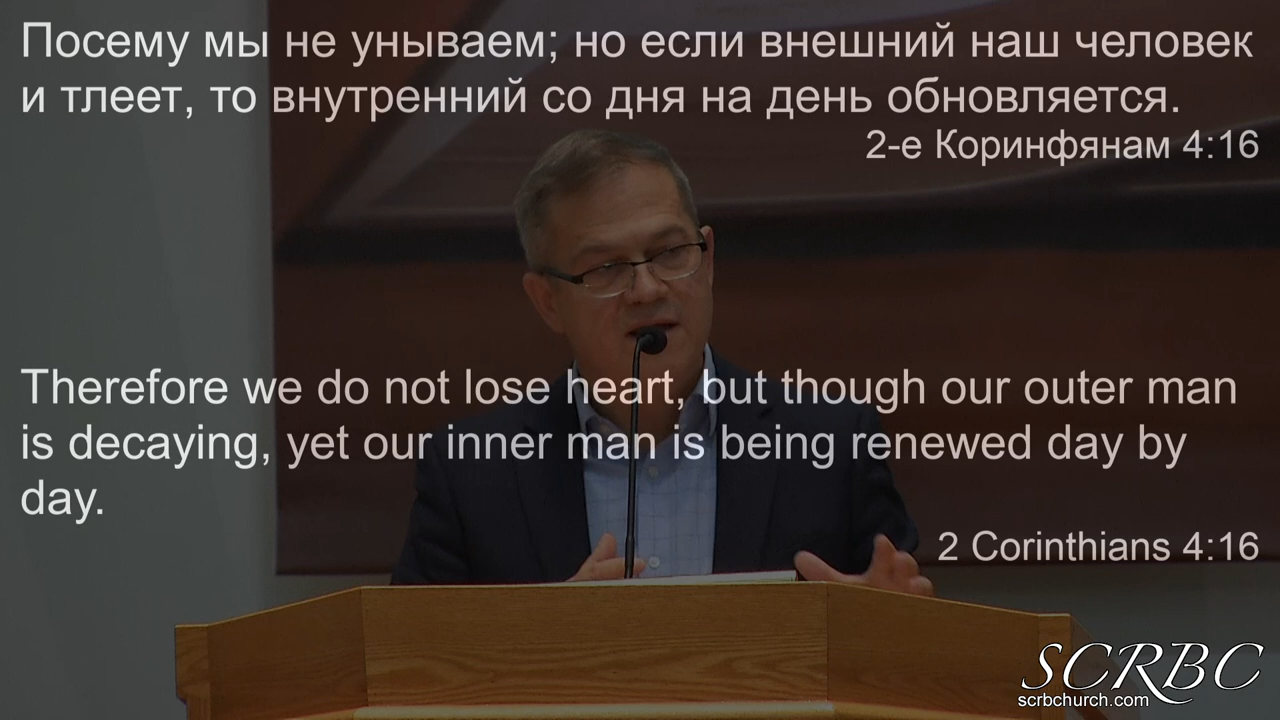 Посему мы не унываем; но если внешний наш человек
и тлеет, то внутренний со дня на день обновляется.
2-е Коринфянам 4:16
Therefore we do not lose heart, but though our outer man
is decaying, yet our inner man is being renewed day by
day.
2 Corinthians 4:16
SCRBC
scrbchurch.com